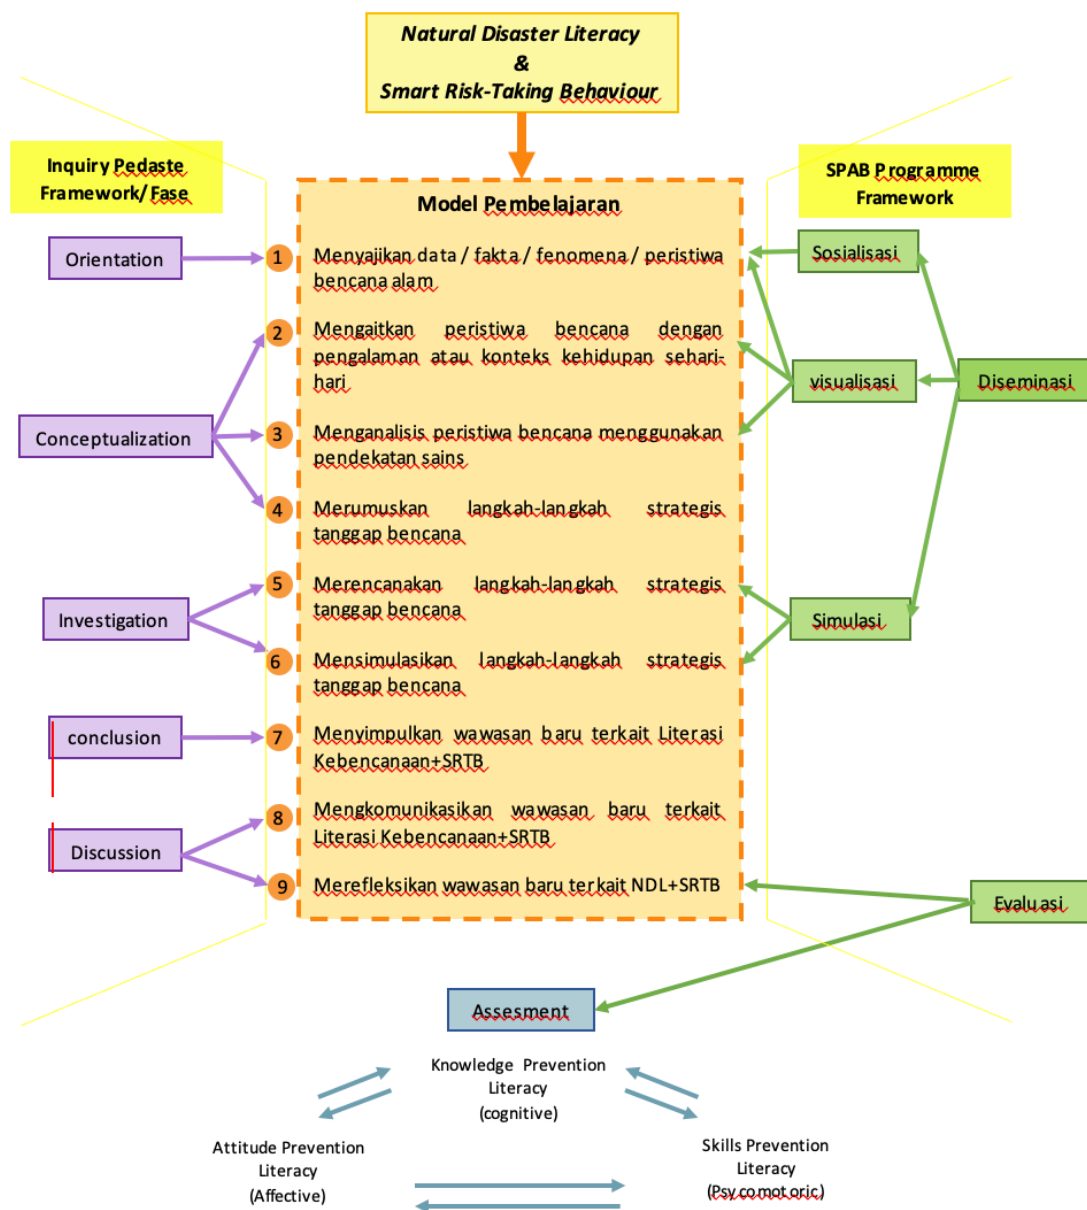 Natural Disaster Literacy
&
Smart Risk-Taking Behaviour
Inquiry Pedaste
Framework/ Fase
SPAB Programme
Framework
Model Pembelajaran
Orientation
1
Menyajikan data / fakta / fenomena / peristiwa
bencana alam
Sosialisasi
2
Mengaitkan peristiwa bencana dengan
pengalaman atau konteks kehidupan sehari-
hari
visualisasi
Diseminasi
Conceptualization
3
Menganalisis peristiwa bencana menggunakan
pendekatan sains
4
Merumuskan langkah-langkah strategis
tanggap bencana
5
Merencanakan langkah-langkah strategis
tanggap bencana
Investigation
Simulasi
6
Mensimulasikan langkah-langkah strategis
tanggap bencana
conclusion
7
Menyimpulkan wawasan baru terkait Literasi
Kebencanaan+SRTB
8
Mengkomunikasikan wawasan baru terkait
Literasi Kebencanaan+SRTB
Discussion
9
Merefleksikan wawasan baru terkait NDL+SRTB
Evaluasi
Assesment
Knowledge Prevention
Literacy
(cognitive)
Attitude Prevention
Literacy
(Affective)
Skills Prevention
Literacy
(Psycomotoric)